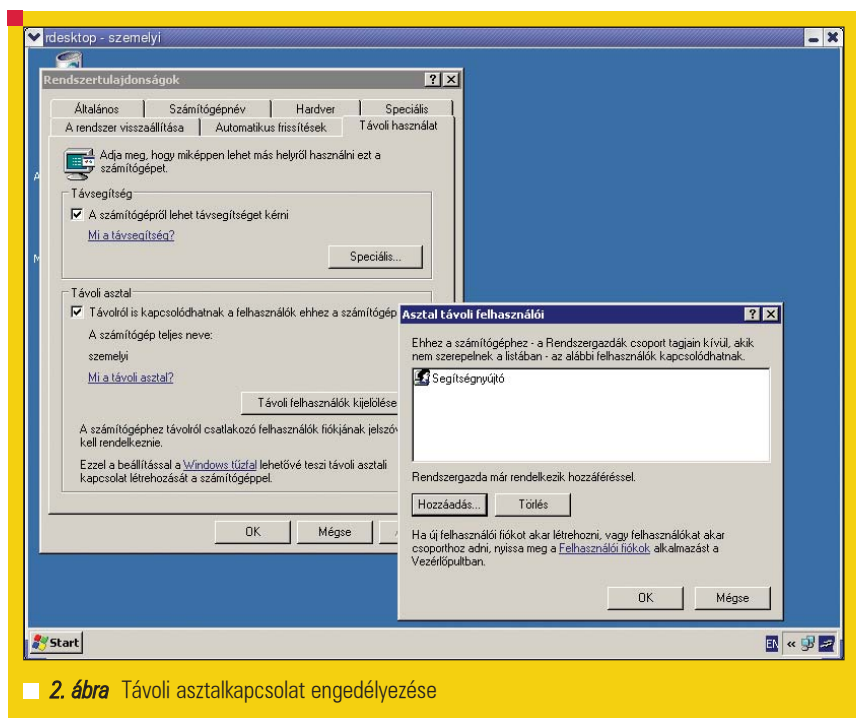 rdesktop - szemelyi
Rendszertulajdonságok
Általános Számítógépnév Hardver Speciális
A rendszer visszaállítása Automatikus frissítések Távoli használat
Adja meg, hogy miképpen lehet más helyről használni ezt a
számítógépet.
Távsegítség
A számítógépről lehet távsegítséget kérni
Mi a távsegítség?
Speciális...
Távoli asztal
Távolról is kapcsolódhatnak a felhasználók ehhez a számítógép
A számítógép teljes neve:
szemelyi
Mi a távoli asztal?
Távoli felhasználók kijelölése
A számítógéphez távolról csatlakozó felhasználók fiókjának jelszóv
kell rendelkeznie.
Ezzel a beállítással a Windows tűzfal lehetővé teszi távoli asztali
kapcsolat létrehozását a számítógéppel.
OK Mégse
Asztal távoli felhasználói
Ehhez a számítógéphez - a Rendszergazdák csoport tagjain kívül, akik
nem szerepelnek a listában - az alábbi felhasználók kapcsolódhatnak.
Segítségnyújtó
Rendszergazda már rendelkezik hozzáféréssel.
Hozzáadás... Törlés
Ha új felhasználói fiókot akar létrehozni, vagy felhasználókat akar
csoporthoz adni, nyissa meg a Felhasználói fiókok alkalmazást a
Vezérlőpultban.
OK Mégse
Start
EN
2. ábra Távoli asztalkapcsolat engedélyezése